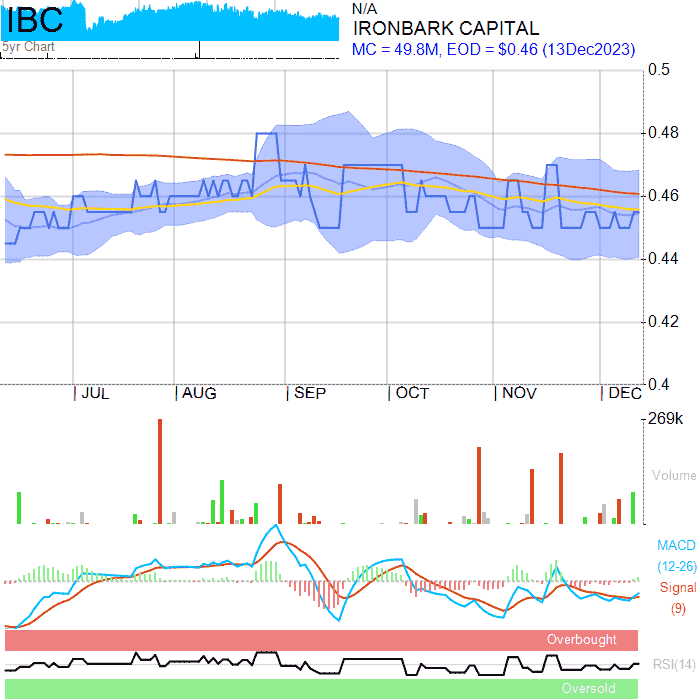 IBC
5yr Chart
N/A
IRONBARK CAPITAL
MC = 49.8M, EOD = $0.46 (13Dec2023)
0.5
0.48
0.46
0.44
0.42
0.4
JUL AUG SEP OCT NOV DEC
269k
Volume
MACD
(12-26)
Signal
(9)
Overbought
RSI(14)
Oversold